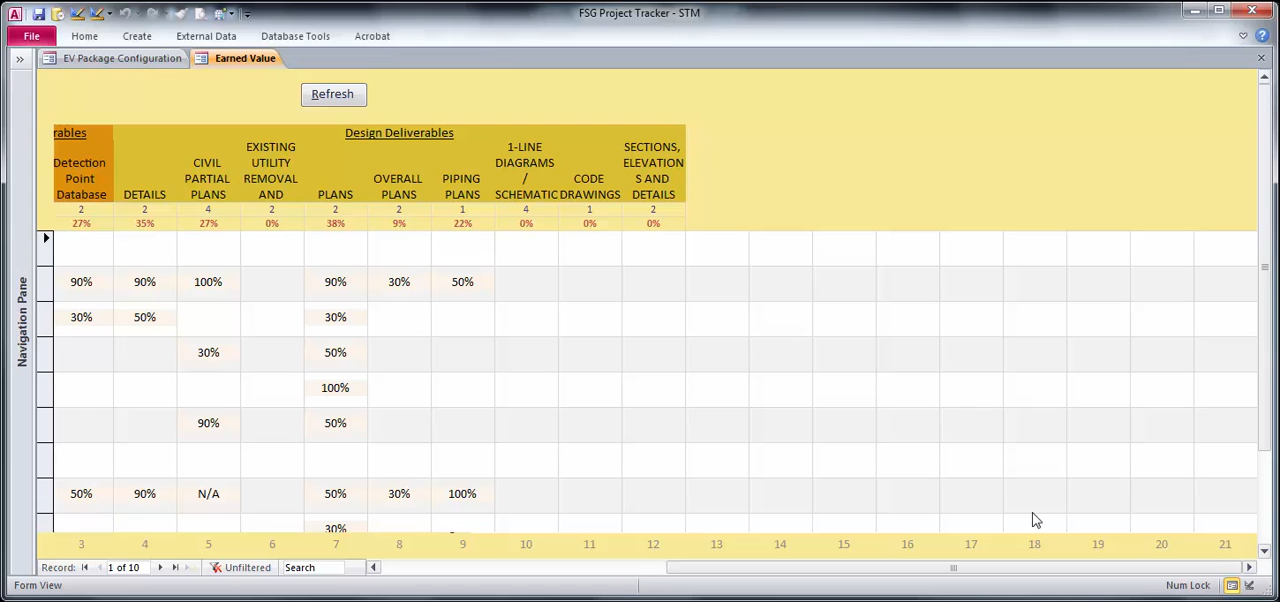 FSG Project Tracker - STM
File Home Create External Data Database Tools Acrobat
EV Package Configuration Earned Value
Refresh
rables Design Deliverables
Detection Point Database
DETAILS
CIVIL PARTIAL PLANS
EXISTING UTILITY REMOVAL AND
PLANS
OVERALL PLANS
PIPING PLANS
1-LINE DIAGRAMS / SCHEMATIC
CODE DRAWINGS
SECTIONS, ELEVATION S AND DETAILS
2 2 4 2 2 2 1 4 1 2
27% 35% 27% 0% 38% 9% 22% 0% 0% 0%
90% 90% 100% 90% 30% 50%
30% 50% 30%
30% 50%
100%
90% 50%
50% 90% N/A 50% 30% 100%
30%
3 4 5 6 7 8 9 10 11 12 13 14 15 16 17 18 19 20 21
Navigation Pane
Record: 1 of 10 Unfiltered Search
Form View Num Lock